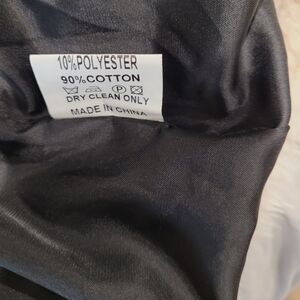 10%POLYESTER
90%COTTON
DRY CLEAN ONLY
MADE IN CHINA